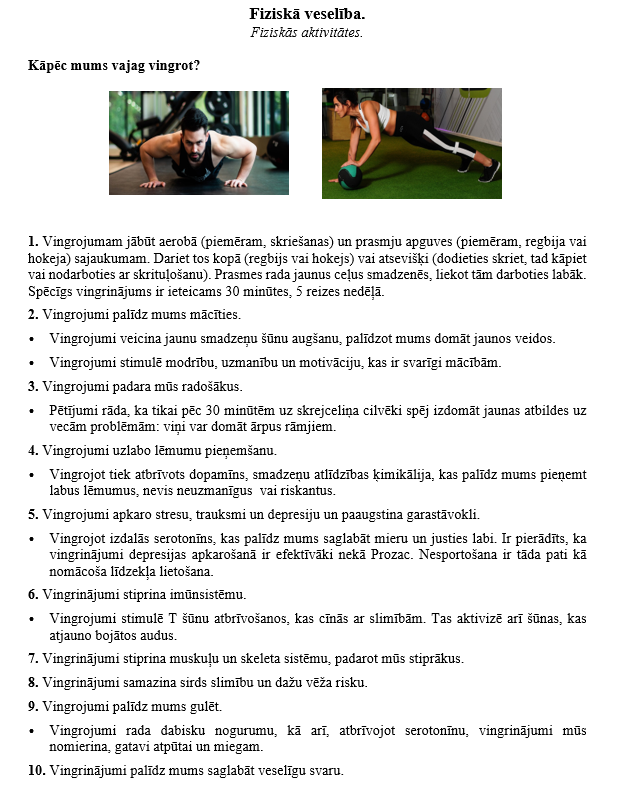 Fiziskā veselība.
Fiziskās aktivitātes.
Kāpēc mums vajag vingrot?
1. Vingrojumam jābūt aerobā (piemēram, skriešanas) un prasmju apguves (piemēram, regbija vai
hokeja) sajaukumam. Dariet tos kopā (regbijs vai hokejs) vai atsevišķi (dodieties skriet, tad kāpiet
vai nodarboties ar skrituļošanu). Prasmes rada jaunus ceļus smadzenēs, liekot tām darboties labāk.
Spēcīgs vingrinājums ir ieteicams 30 minūtes, 5 reizes nedēļā.
2. Vingrojumi palīdz mums mācīties.
• Vingrojumi veicina jaunu smadzeņu šūnu augšanu, palīdzot mums domāt jaunos veidos.
• Vingrojumi stimulē modrību, uzmanību un motivāciju, kas ir svarīgi mācībām.
3. Vingrojumi padara mūs radošākus.
• Pētījumi rāda, ka tikai pēc 30 minūtēm uz skrejceliņa cilvēki spēj izdomāt jaunas atbildes uz
vecām problēmām: viņi var domāt ārpus rāmjiem.
4. Vingrojumi uzlabo lēmumu pieņemšanu.
• Vingrojot tiek atbrīvots dopamīns, smadzeņu atlīdzības ķimikālija, kas palīdz mums pieņemt
labus lēmumus, nevis neuzmanīgus vai riskantus.
5. Vingrojumi apkaro stresu, trauksmi un depresiju un paaugstina garastāvokli.
• Vingrojot izdalās serotonīns, kas palīdz mums saglabāt mieru un justies labi. Ir pierādīts, ka
vingrinājumi depresijas apkarošanā ir efektīvāki nekā Prozac. Nesportošana ir tāda pati kā
nomācoša līdzekļa lietošana.
6. Vingrinājumi stiprina imūnsistēmu.
• Vingrojumi stimulē T šūnu atbrīvošanos, kas cīnās ar slimībām. Tas aktivizē arī šūnas, kas
atjauno bojātos audus.
7. Vingrinājumi stiprina muskuļu un skeleta sistēmu, padarot mūs stiprākus.
8. Vingrinājumi samazina sirds slimību un dažu vēža risku.
9. Vingrojumi palīdz mums gulēt.
• Vingrojumi rada dabisku nogurumu, kā arī, atbrīvojot serotonīnu, vingrinājumi mūs
nomierina, gatavi atpūtai un miegam.
10. Vingrinājumi palīdz mums saglabāt veselīgu svaru.